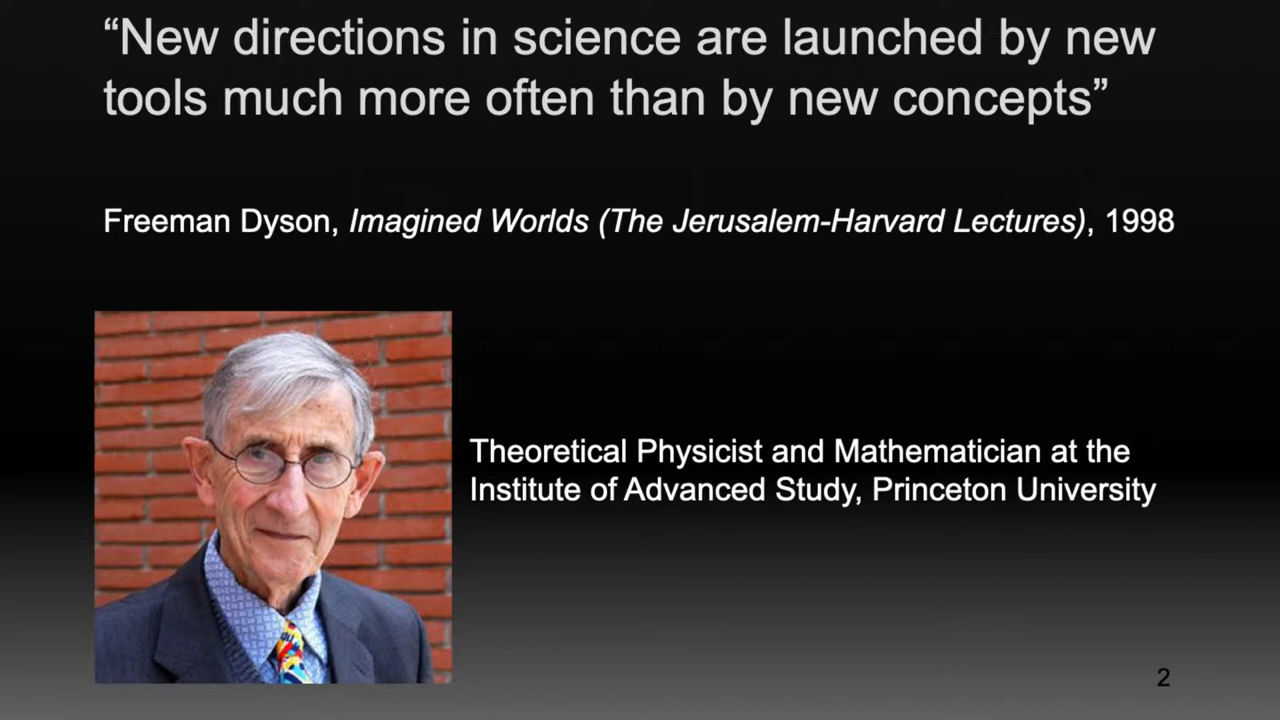 “New directions in science are launched by new
tools much more often than by new concepts”
Freeman Dyson, Imagined Worlds (The Jerusalem-Harvard Lectures), 1998
Theoretical Physicist and Mathematician at the
Institute of Advanced Study, Princeton University
2